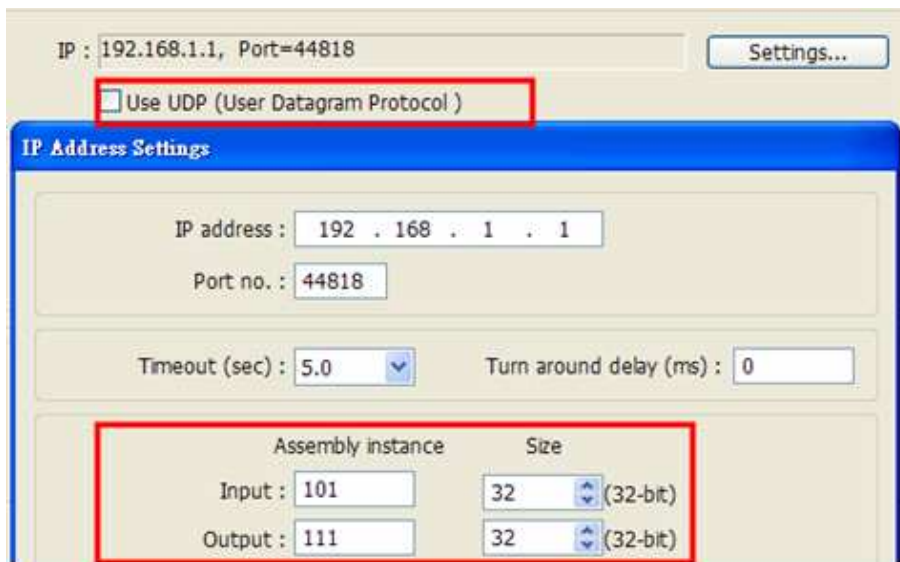 IP : 192.168.1.1, Port=44818 Settings...
Use UDP (User Datagram Protocol )
IP Address Settings
IP address : 192 . 168 . 1 . 1
Port no. : 44818
Timeout (sec) : 5.0 Turn around delay (ms) : 0
Assembly instance Size
Input : 101 32 (32-bit)
Output : 111 32 (32-bit)